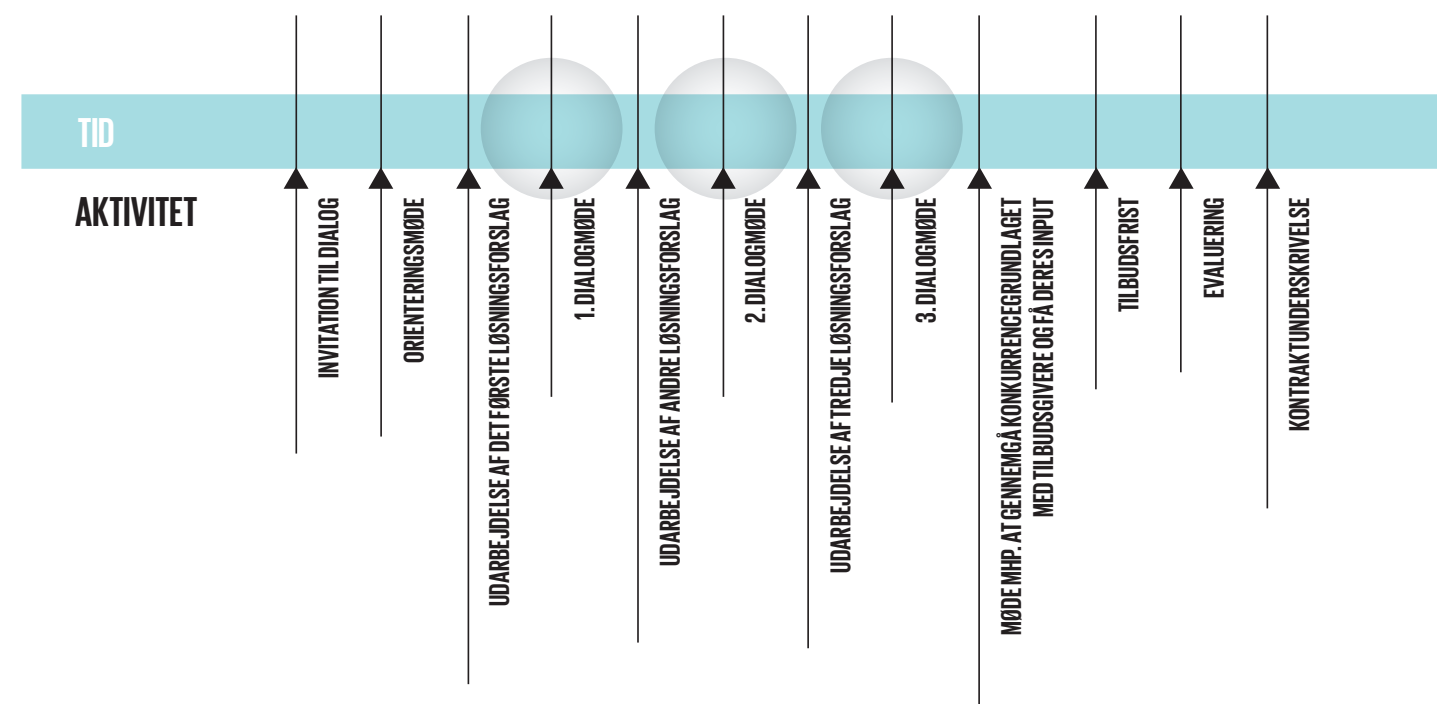 TID
AKTIVITET
INVITATION TIL DIALOG
ORIENTERINGSMØDE
UDARBEJDELSE AF DET FØRSTE LØSNINGSFORSLAG
1. DIALOGMØDE
UDARBEJDELSE AF ANDRE LØSNINGSFORSLAG
2. DIALOGMØDE
UDARBEJDELSE AF TREDJE LØSNINGSFORSLAG
3. DIALOGMØDE
MØDE MHP. AT GENNEMGÅ KONKURRENCEGRUNDLAGET
MED TILBUDSGIVERE OG FÅ DERES INPUT
TILBUDSFRIST
EVALUERING
KONTRAKTUNDERSKRIVELSE